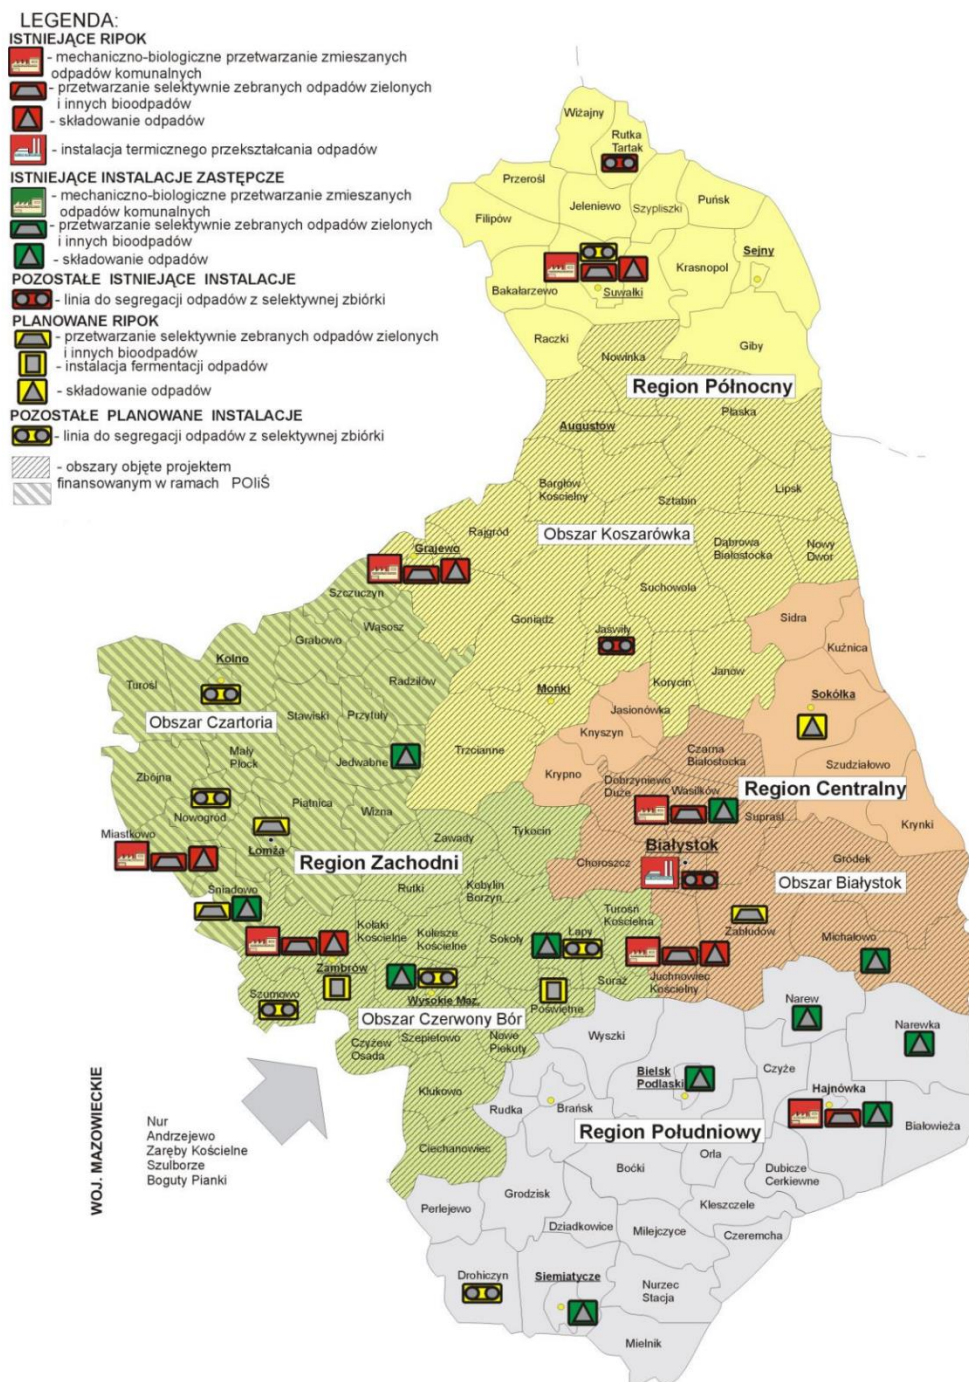 LEGENDA:
ISTNIEJĄCE RIPOK
- mechaniczno-biologiczne przetwarzanie zmieszanych
odpadów komunalnych
- przetwarzanie selektywnie zebranych odpadów zielonych
i innych bioodpadów
- składowanie odpadów
- instalacja termicznego przekształcania odpadów
ISTNIEJĄCE INSTALACJE ZASTĘPCZE
- mechaniczno-biologiczne przetwarzanie zmieszanych
odpadów komunalnych
- przetwarzanie selektywnie zebranych odpadów zielonych
i innych bioodpadów
- składowanie odpadów
POZOSTAŁE ISTNIEJĄCE INSTALACJE
- linia do segregacji odpadów z selektywnej zbiórki
PLANOWANE RIPOK
- przetwarzanie selektywnie zebranych odpadów zielonych
i innych bioodpadów
- instalacja fermentacji odpadów
- składowanie odpadów
POZOSTAŁE PLANOWANE INSTALACJE
- linia do segregacji odpadów z selektywnej zbiórki
- obszary objęte projektem
finansowanym w ramach POIiŚ
Wiżajny
Rutka
Tartak
Przerośl
Jeleniewo
Szypliszki
Puńsk
Filipów
Krasnopol
Sejny
Bakałarzewo
Suwałki
Raczki
Giby
Nowinka
Region Północny
Płaska
Augustów
Bargłów
Kościelny
Sztabin
Lipsk
Rajgród
Obszar Koszarówka
Dąbrowa
Białostocka
Nowy
Dwór
Grajewo
Szczuczyn
Suchowola
Wąsosz
Goniądz
Grabowo
Jaświły
Sidra
Kuźnica
Kolno
Turośl
Radziłów
Janów
Korycin
Mońki
Sokółka
Obszar Czartoria
Stawiski
Przytuły
Jasionówka
Knyszyn
Mały
Płock
Jedwabne
Trzcianne
Czarna
Białostocka
Szudziałowo
Zbójna
Krypno
Dobrzyniewo
Duże
Wasilków
Region Centralny
Nowogród
Piątnica
Wizna
Supraśl
Krynki
Miastkowo
Łomża
Zawady
Tykocin
Białystok
Region Zachodni
Choroszcz
Gródek
Śniadowo
Rutki
Kobylin
Borzyn
Obszar Białystok
Turośń
Kościelna
Kołaki
Kościelne
Kulesze
Kościelne
Sokoły
Łapy
Zabłudów
Michałowo
Zambrów
Suraż
Juchnowiec
Kościelny
Szumowo
Wysokie Maz.
Poświętne
Narew
Obszar Czerwony Bór
Narewka
Czyżew
Osada
Szepietowo
Nowe
Piekuty
Wyszki
Czyże
Bielsk
Podlaski
Hajnówka
Klukowo
Rudka
Brańsk
Białowieża
Region Południowy
Ciechanowiec
Boćki
Orla
Dubicze
Cerkiewne
WOJ. MAZOWIECKIE
Nur
Andrzejewo
Zaręby Kościelne
Szulborze
Boguty Pianki
Perlejewo
Grodzisk
Kleszczele
Dziadkowice
Milejczyce
Czeremcha
Drohiczyn
Siemiatycze
Nurzec
Stacja
Mielnik